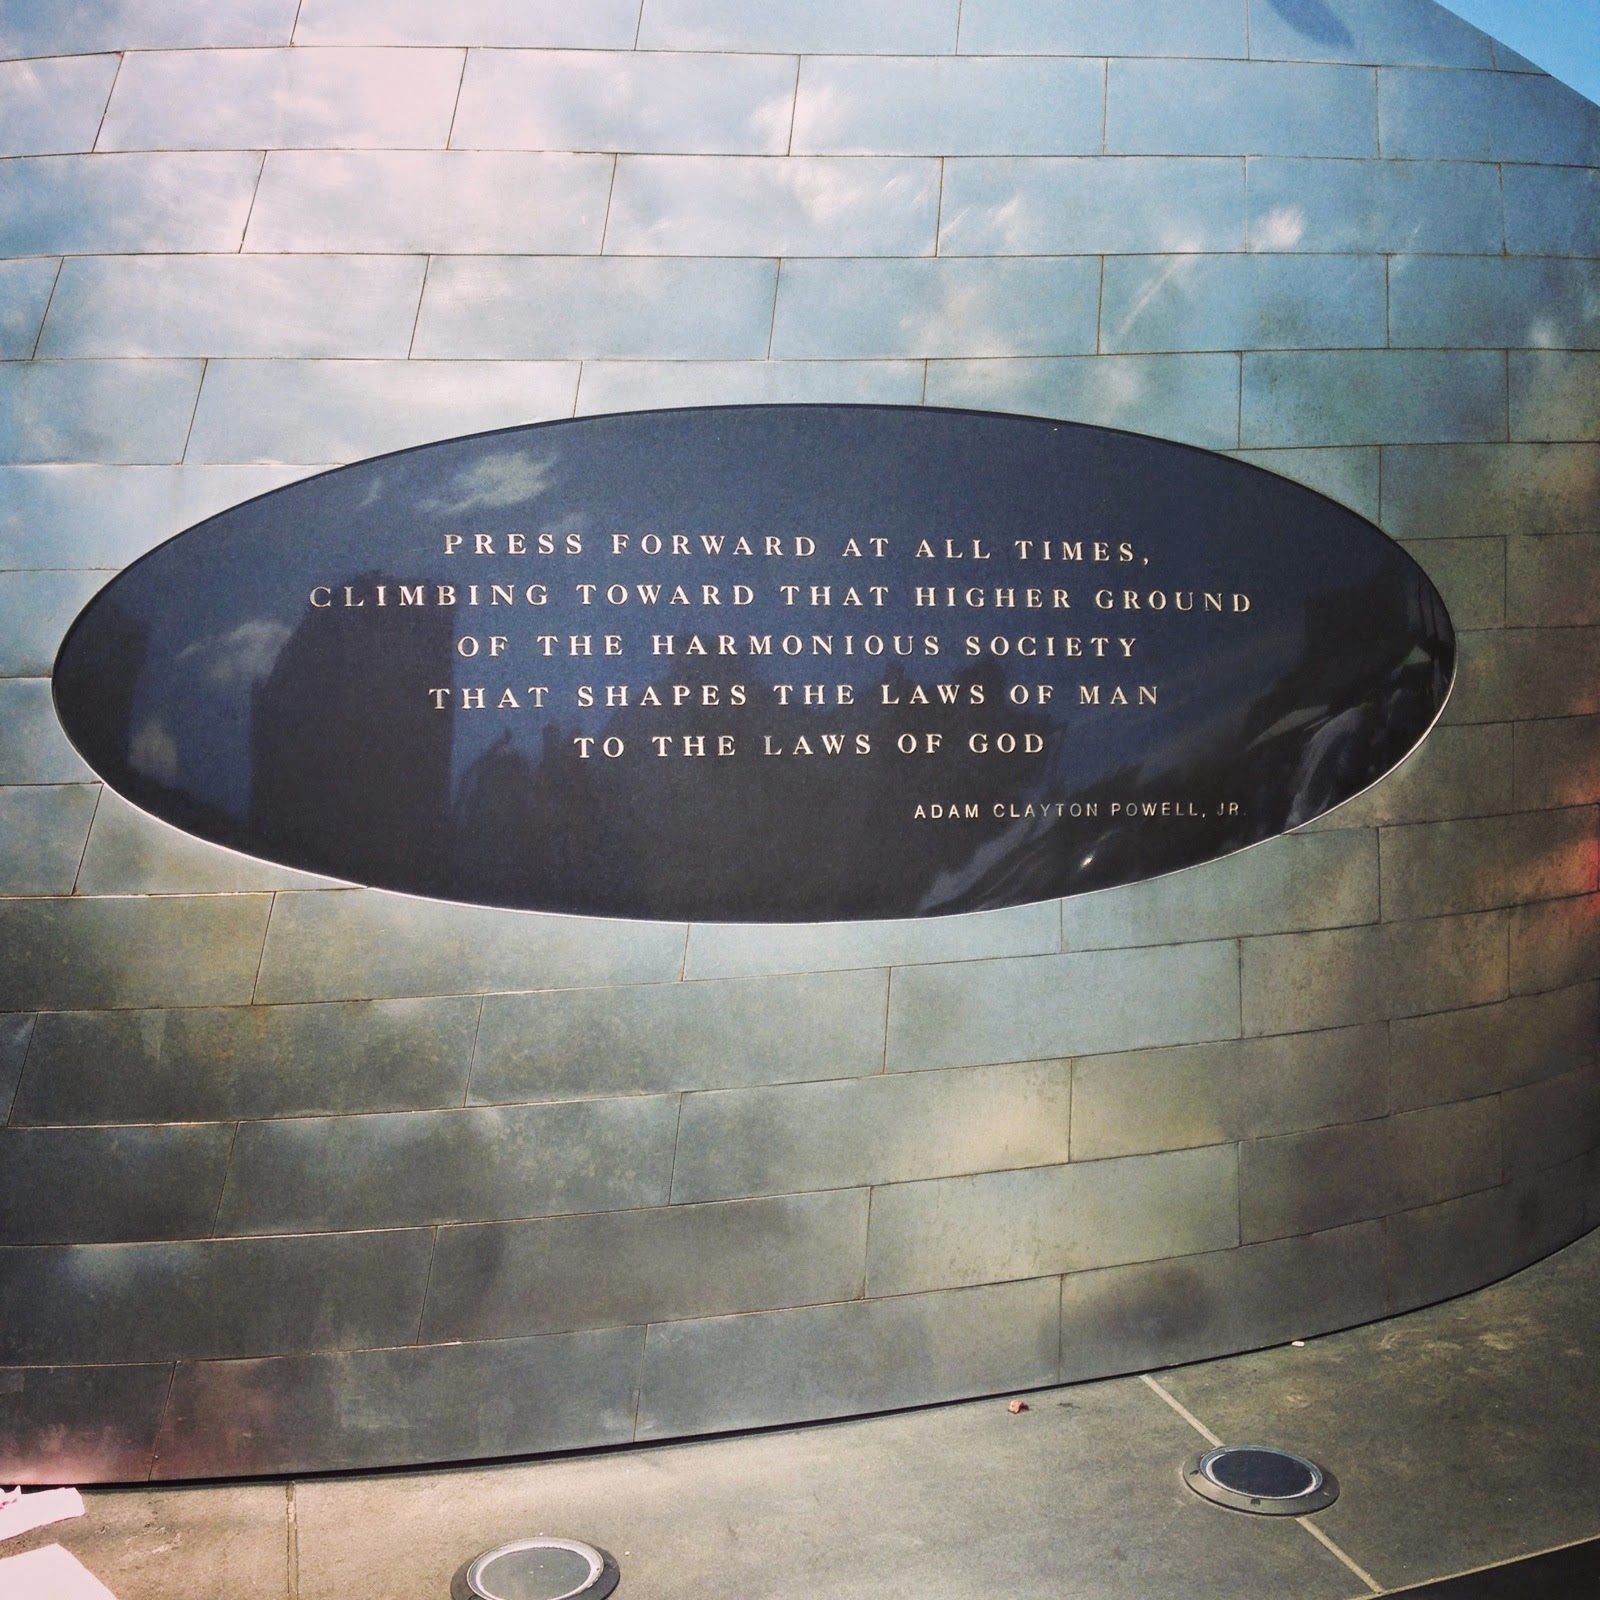 PRESS FORWARD AT ALL TIMES,
CLIMBING TOWARD THAT HIGHER GROUND
OF THE HARMONIOUS SOCIETY
THAT SHAPES THE LAWS OF MAN
TO THE LAWS OF GOD
ADAM CLAYTON POWELL, JR.